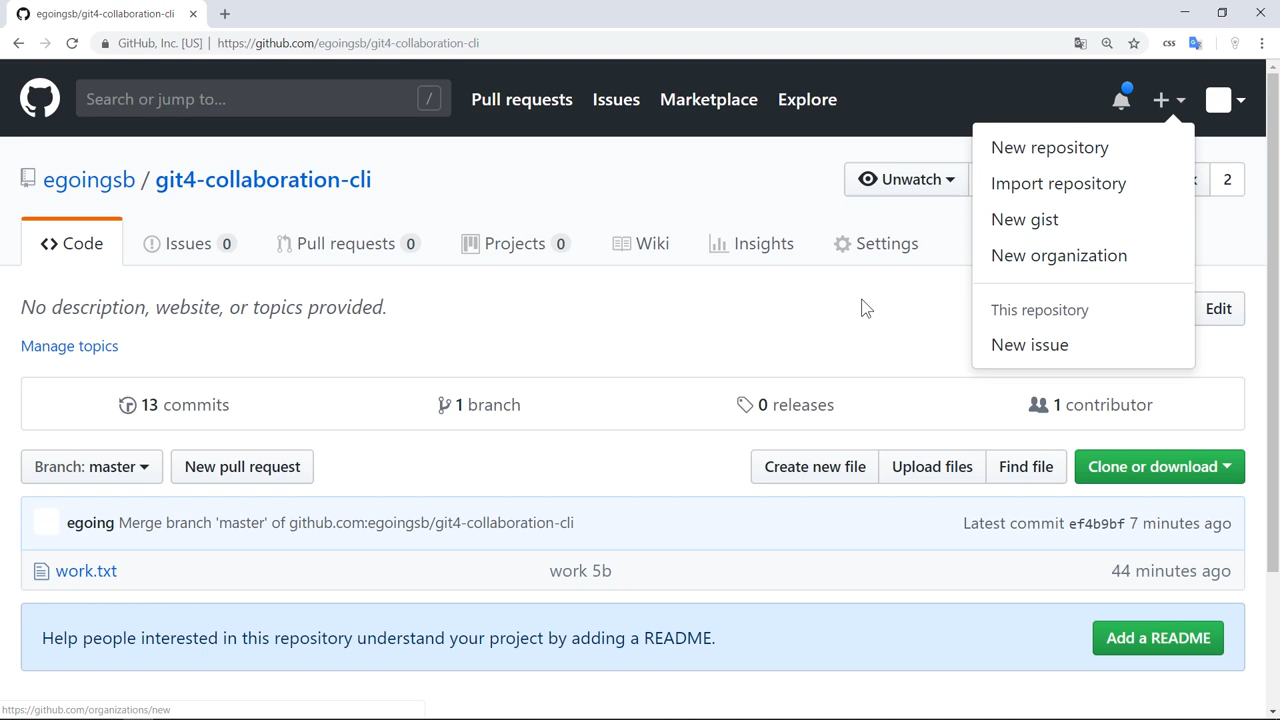 egoingsb/git4-collaboration-cli
GitHub, Inc. [US] | https://github.com/egoingsb/git4-collaboration-cli
css
Search or jump to... /
Pull requests Issues Marketplace Explore
egoingsb / git4-collaboration-cli
Unwatch
2
New repository
Import repository
New gist
New organization
This repository
New issue
Code Issues 0 Pull requests 0 Projects 0 Wiki Insights Settings
No description, website, or topics provided.
Edit
Manage topics
13 commits 1 branch 0 releases 1 contributor
Branch: master New pull request Create new file Upload files Find file Clone or download
egoing Merge branch 'master' of github.com:egoingsb/git4-collaboration-cli Latest commit ef4b9bf 7 minutes ago
work.txt work 5b 44 minutes ago
Help people interested in this repository understand your project by adding a README. Add a README
https://github.com/organizations/new